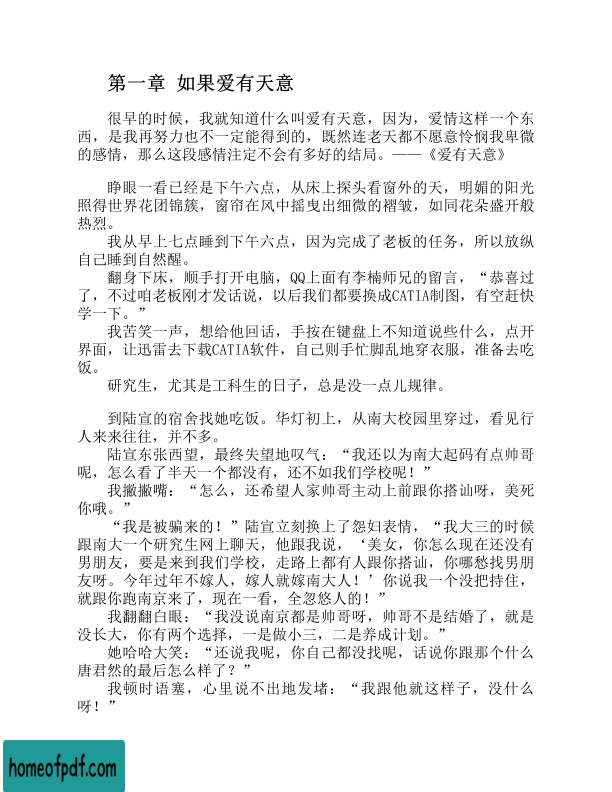 第一章 如果爱有天意
很早的时候，我就知道什么叫爱有天意，因为，爱情这样一个东
西，是我再努力也不一定能得到的，既然连老天都不愿意怜悯我卑微
的感情，那么这段感情注定不会有多好的结局。——《爱有天意》
睁眼一看已经是下午六点，从床上探头看窗外的天，明媚的阳光
照得世界花团锦簇，窗帘在风中摇曳出细微的褶皱，如同花朵盛开般
热烈。
我从早上七点睡到下午六点，因为完成了老板的任务，所以放纵
自己睡到自然醒。
翻身下床，顺手打开电脑，QQ上面有李楠师兄的留言，“恭喜过
了，不过咱老板刚才发话说，以后我们都要换成CATIA制图，有空赶快
学一下。”
我苦笑一声，想给他回话，手按在键盘上不知道说些什么，点开
界面，让迅雷去下载CATIA软件，自己则手忙脚乱地穿衣服，准备去吃
饭。
研究生，尤其是工科生的日子，总是没一点儿规律。
到陆宣的宿舍找她吃饭。华灯初上，从南大校园里穿过，看见行
人来来往往，并不多。
陆宣东张西望，最终失望地叹气：“我还以为南大起码有点帅哥
呢，怎么看了半天一个都没有，还不如我们学校呢！”
我撇撇嘴：“怎么，还希望人家帅哥主动上前跟你搭讪呀，美死
你哦。”
“我是被骗来的！”陆宣立刻换上了怨妇表情，“我大三的时候
跟南大一个研究生网上聊天，他跟我说，‘美女，你怎么现在还没有
男朋友，要是来到我们学校，走路上都有人跟你搭讪，你哪愁找男朋
友呀。今年过年不嫁人，嫁人就嫁南大人！’你说我一个没把持住，
就跟你跑南京来了，现在一看，全忽悠人的！”
我翻翻白眼：“我没说南京都是帅哥呀，帅哥不是结婚了，就是
没长大，你有两个选择，一是做小三，二是养成计划。”
她哈哈大笑：“还说我呢，你自己都没找呢，话说你跟那个什么
唐君然的最后怎么样了？”
我顿时语塞，心里说不出地发堵：“我跟他就这样子，没什么
呀！”
homeofpdf.com